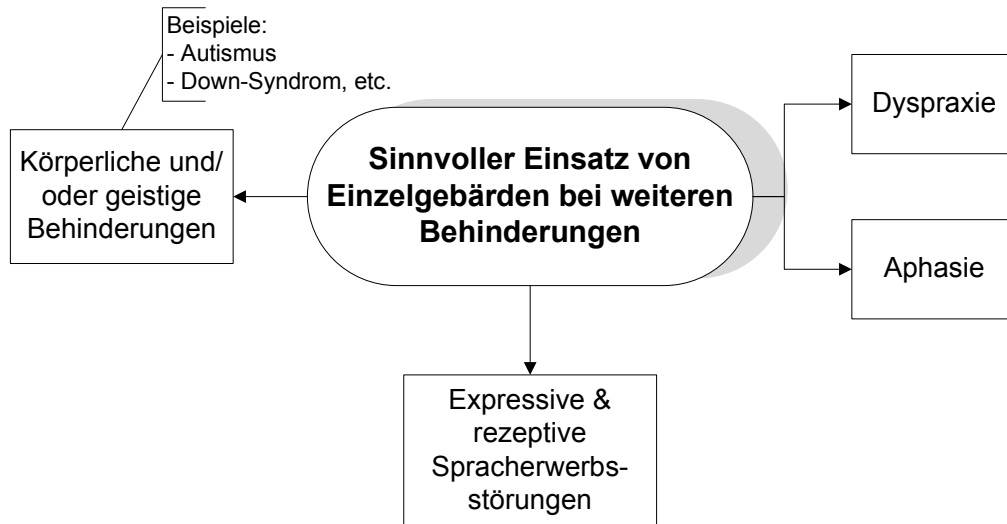 Beispiele:
- Autismus
- Down-Syndrom, etc.
Körperliche und/
oder geistige
Behinderungen
Sinnvoller Einsatz von
Einzelgebärden bei weiteren
Behinderungen
Dyspraxie
Aphasie
Expressive &
rezeptive
Spracherwerbs-
störungen